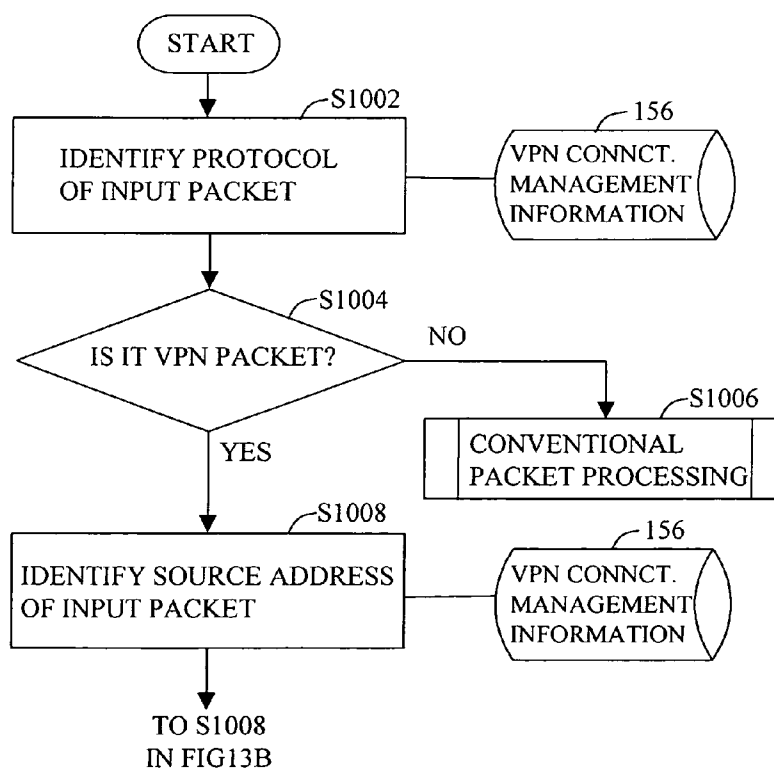 START
S1002
IDENTIFY PROTOCOL
OF INPUT PACKET
156
VPN CONNCT.
MANAGEMENT
INFORMATION
S1004
IS IT VPN PACKET?
NO
YES
S1006
CONVENTIONAL
PACKET PROCESSING
S1008
IDENTIFY SOURCE ADDRESS
OF INPUT PACKET
156
VPN CONNCT.
MANAGEMENT
INFORMATION
TO S1008
IN FIG13B